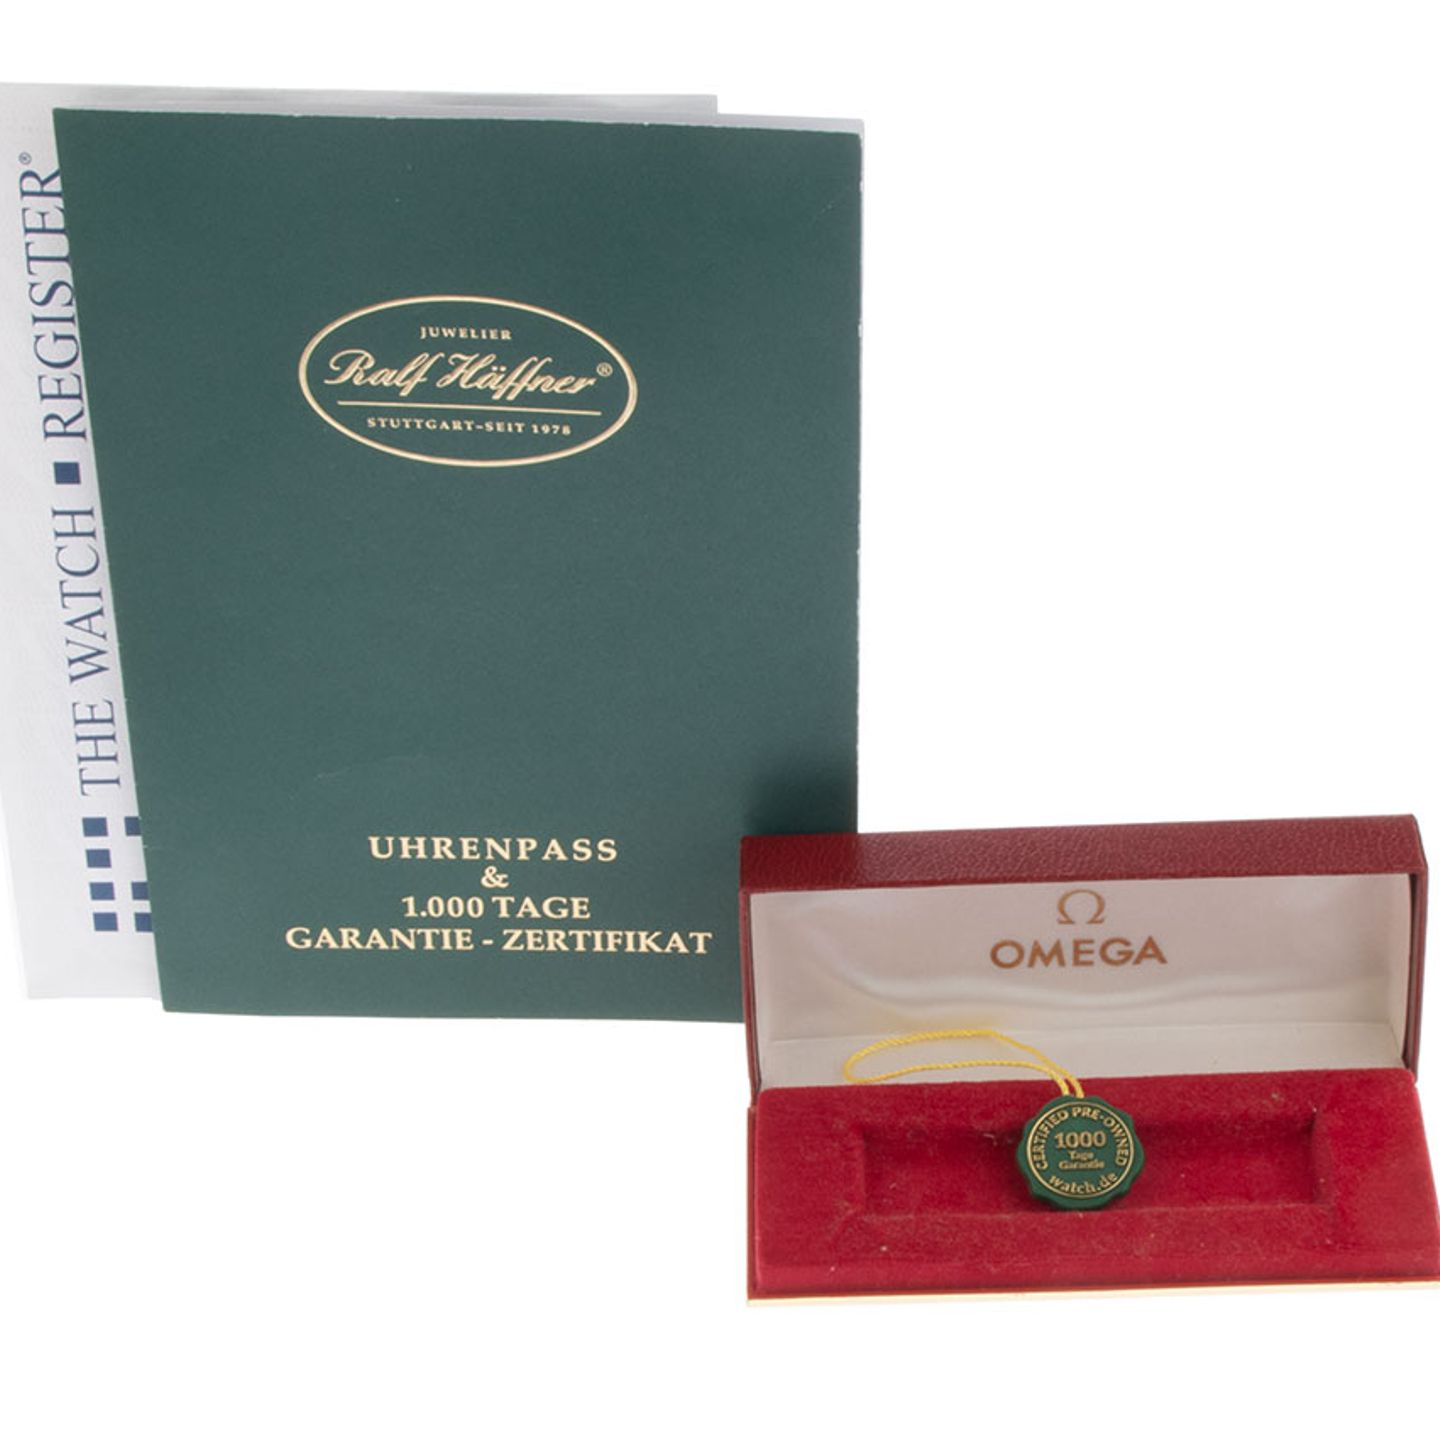 THE WATCH ■ REGISTER®
JUWELIER
Ralf Häffner®
STUTTGART-SEIT 1978
UHRENPASS
&
1.000 TAGE
GARANTIE - ZERTIFIKAT
Ω
OMEGA
CERTIFIED PRE-OWNED
1000
Tage
Garantie
watch.de